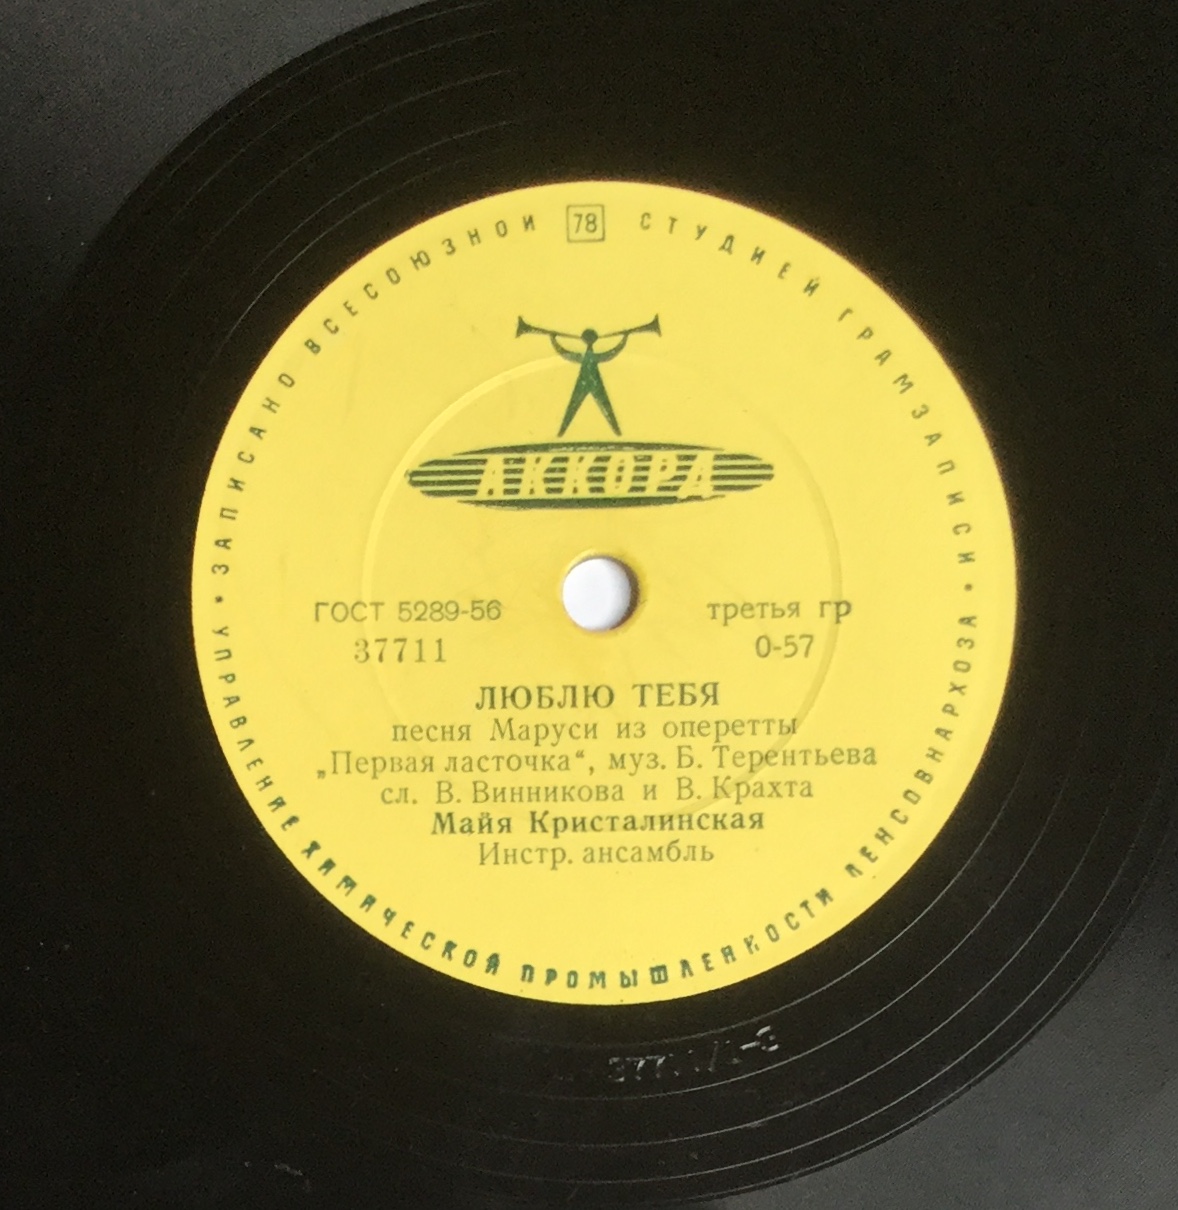 ЗАПИСАНО ВСЕСОЮЗНОЙ 78 СТУДИЕЙ ГРАМЗАПИСИ
АККОРД
ГОСТ 5289-56
третья гр
37711
0-57
ЛЮБЛЮ ТЕБЯ
песня Маруси из оперетты
„Первая ласточка“, муз. Б. Терентьева
сл. В. Винникова и В. Крахта
Майя Кристалинская
Инстр. ансамбль
УПРАВЛЕНИЕ ХИМИЧЕСКОЙ ПРОМЫШЛЕННОСТИ ЛЕНСОВНАРХОЗА